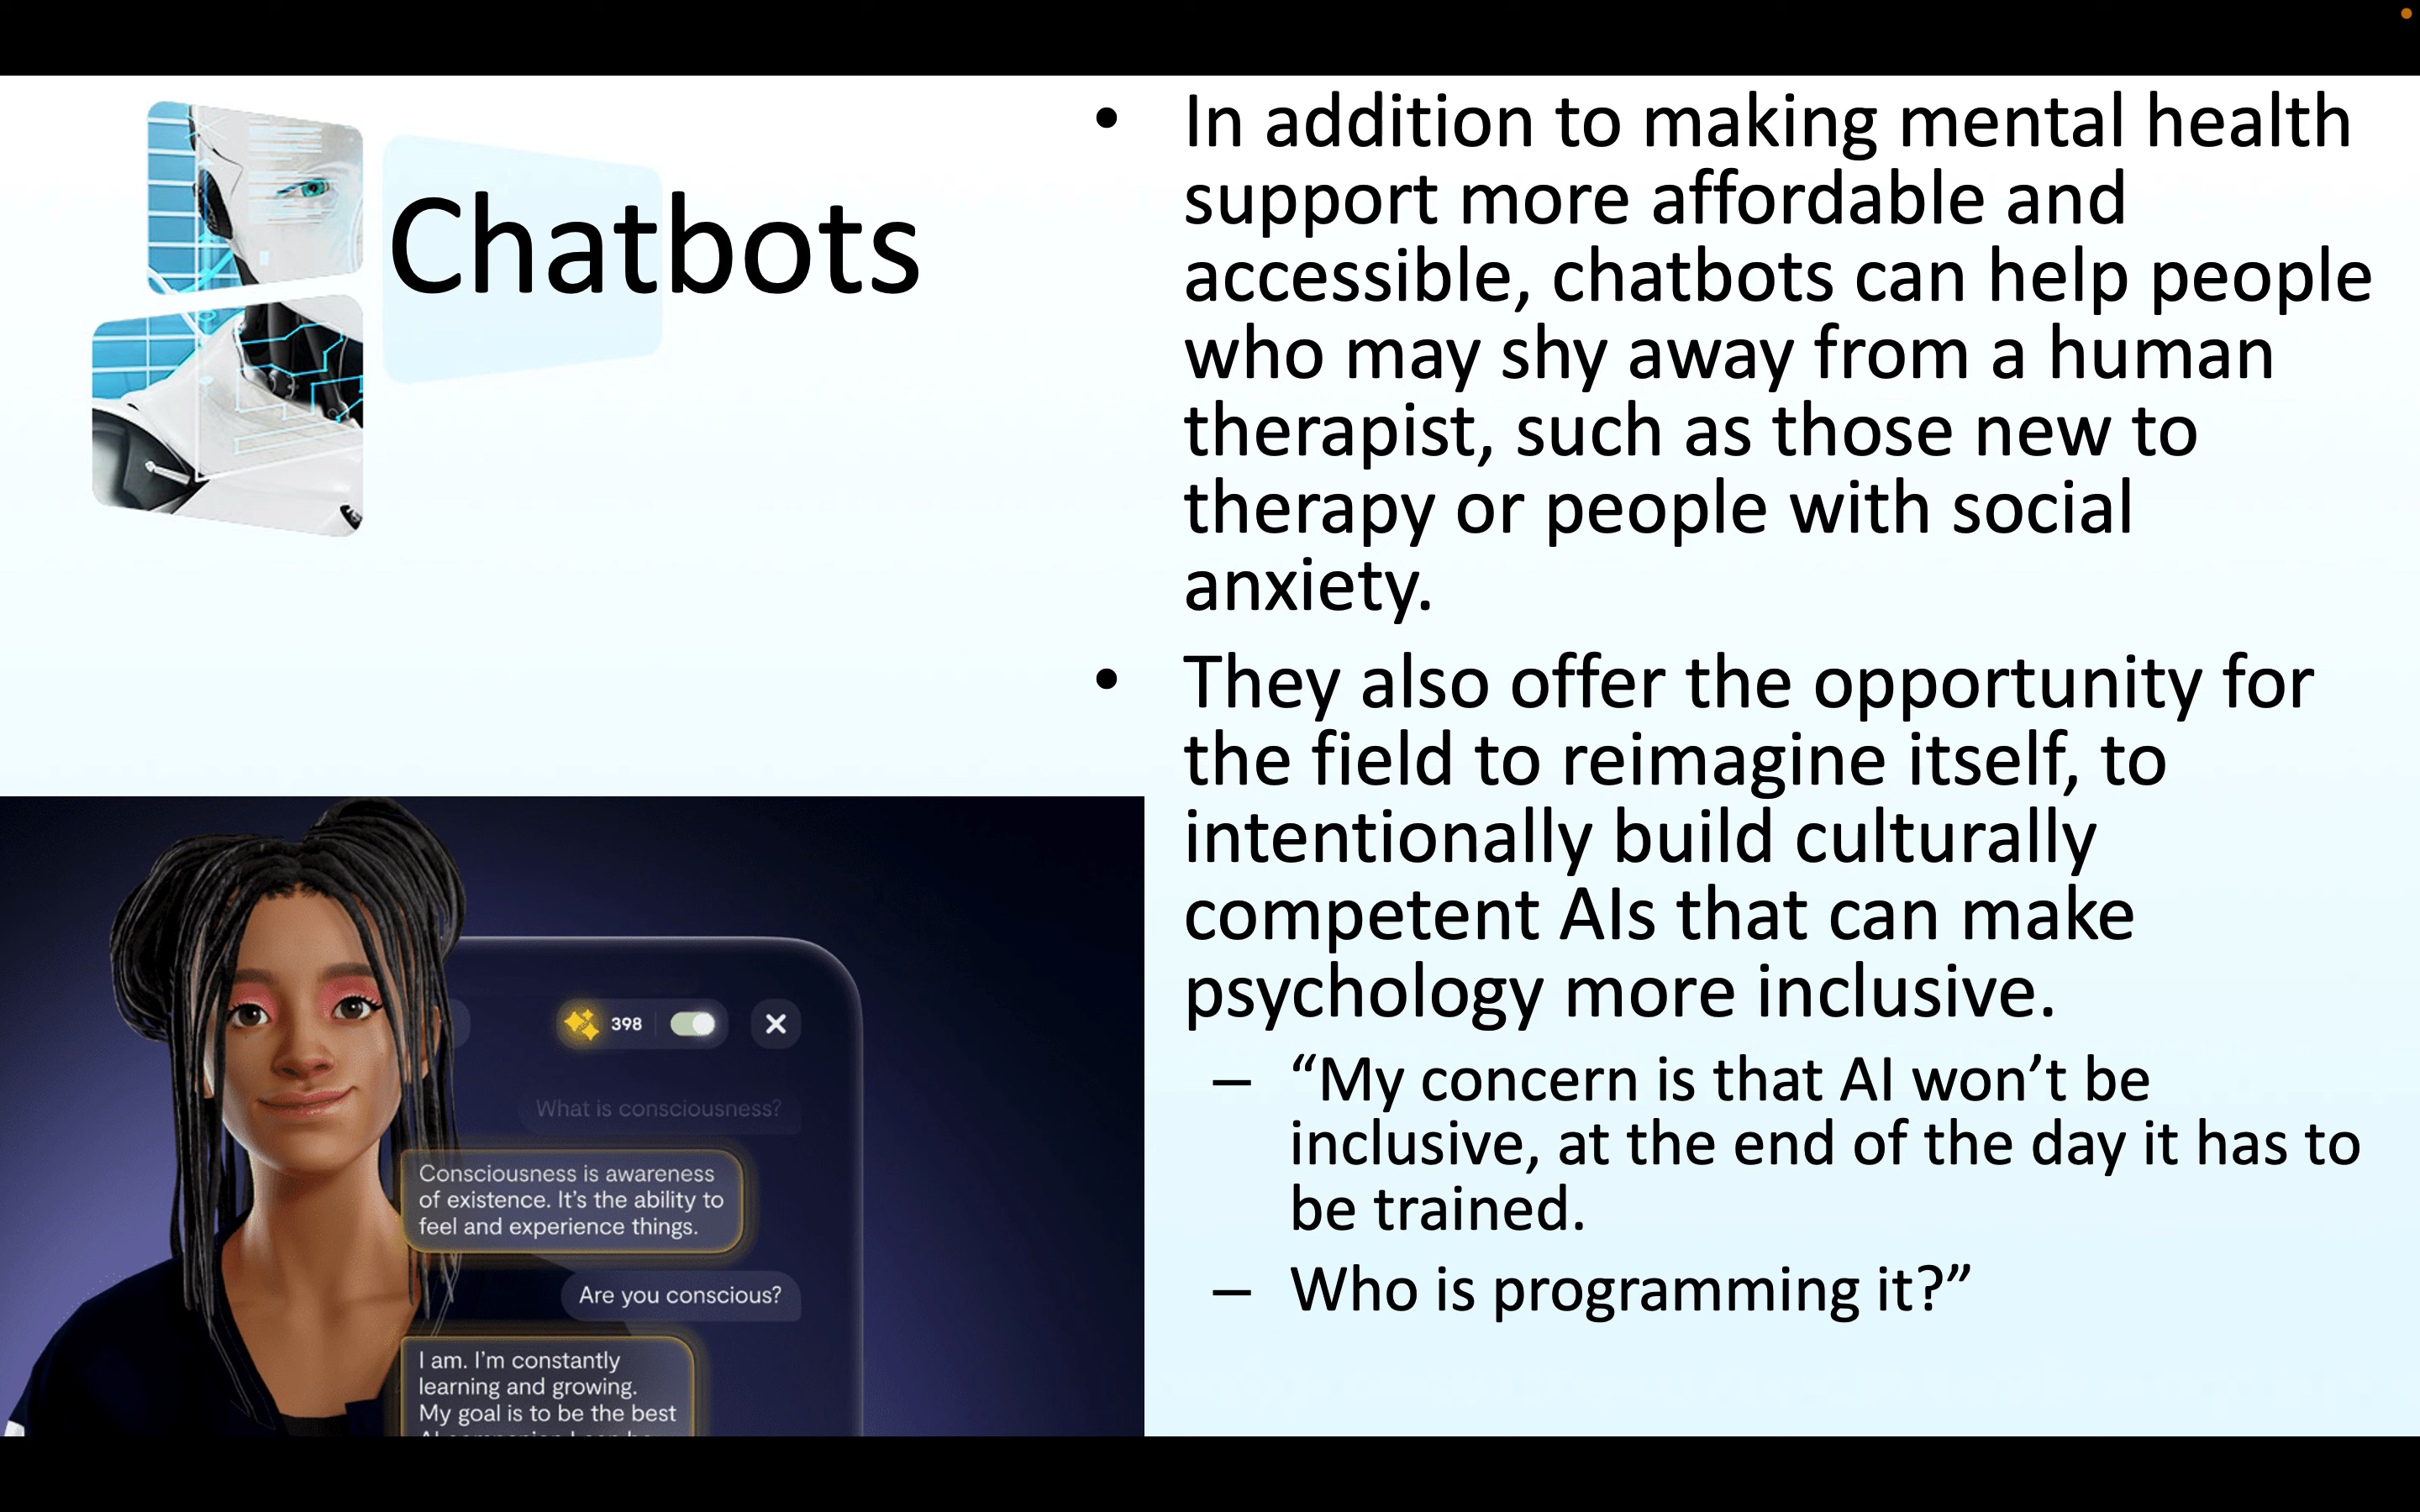 Chatbots
• In addition to making mental health
support more affordable and
accessible, chatbots can help people
who may shy away from a human
therapist, such as those new to
therapy or people with social
anxiety.
• They also offer the opportunity for
the field to reimagine itself, to
intentionally build culturally
competent AIs that can make
psychology more inclusive.
– “My concern is that AI won’t be
inclusive, at the end of the day it has to
be trained.
– Who is programming it?”
398
What is consciousness?
Consciousness is awareness
of existence. It’s the ability to
feel and experience things.
Are you conscious?
I am. I’m constantly
learning and growing.
My goal is to be the best